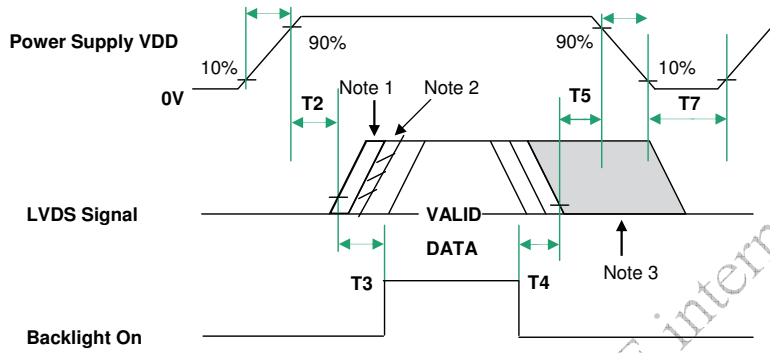 Power Supply VDD
90%
90%
10%
10%
0V
T2
Note 1
Note 2
T5
T7
LVDS Signal
VALID
DATA
T3
T4
Note 3
Backlight On